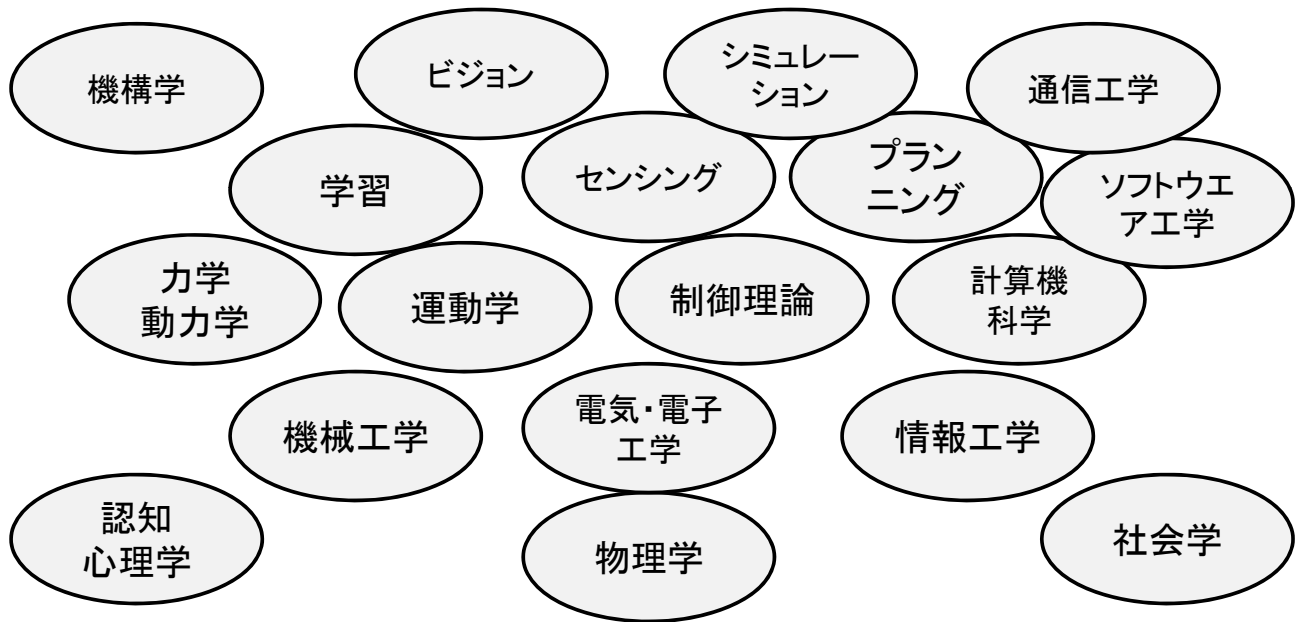 機構学
ビジョン
シミュレー
ション
通信工学
学習
センシング
プラン
ニング
ソフトウエ
ア工学
力学
動力学
運動学
制御理論
計算機
科学
機械工学
電気・電子
工学
情報工学
認知
心理学
物理学
社会学